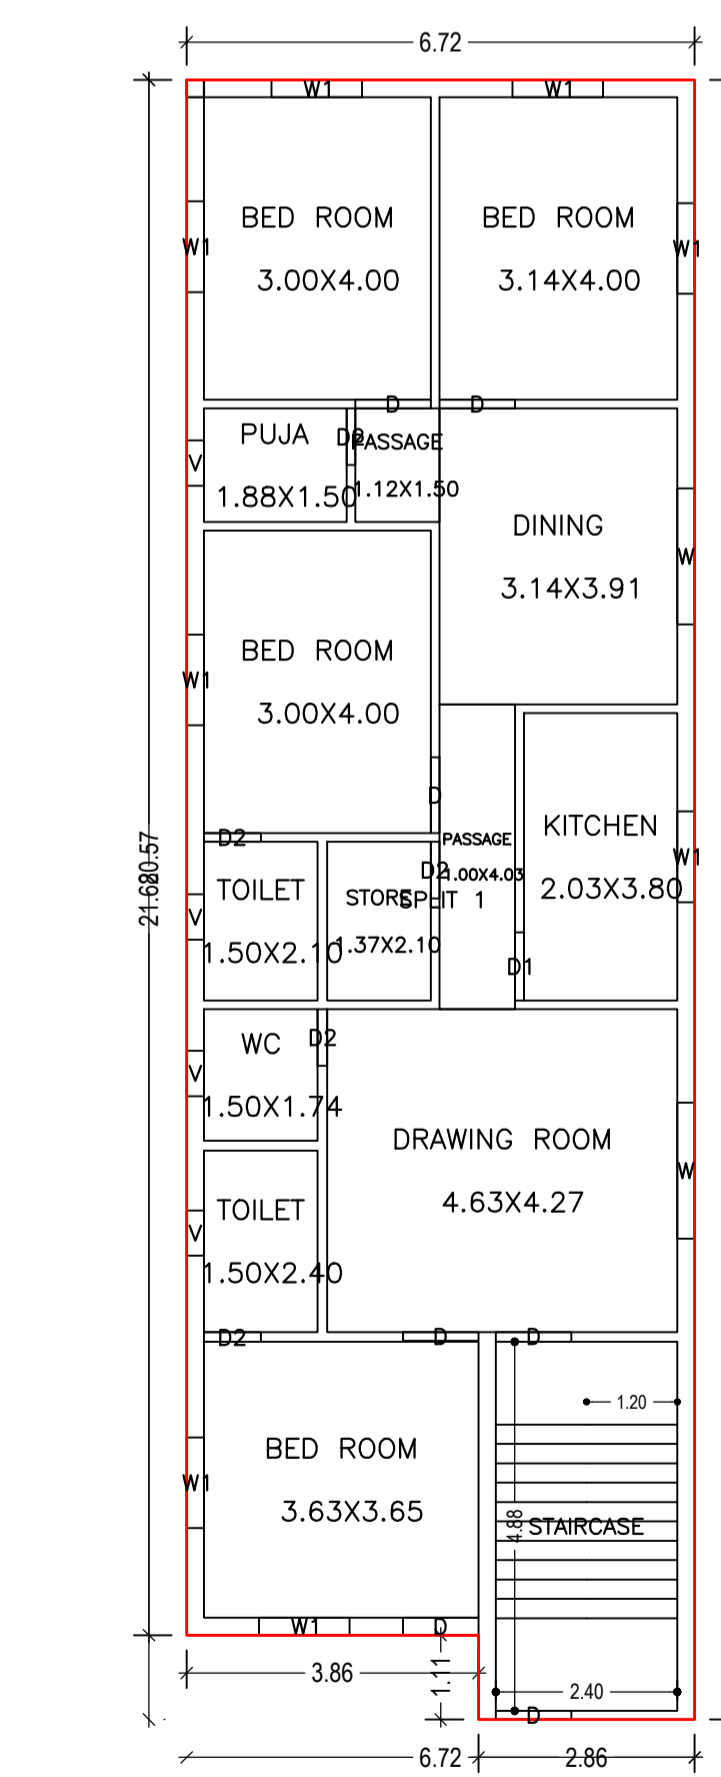 6.72
W1
W1
BED ROOM
3.00X4.00
BED ROOM
3.14X4.00
W1
W1
D
D
PUJA
1.88X1.50
D2
PASSAGE
1.12X1.50
V
DINING
3.14X3.91
W
BED ROOM
3.00X4.00
W1
D
D2
PASSAGE
1.00X4.03
KITCHEN
2.03X3.80
W1
20.57
TOILET
1.50X2.10
V
STORE
1.37X2.10
D2
SPLIT 1
D1
WC
1.50X1.74
V
D2
DRAWING ROOM
4.63X4.27
W
TOILET
1.50X2.40
V
D2
D
D
1.20
BED ROOM
3.63X3.65
W1
4.88
STAIRCASE
W1
D
3.86
1.11
2.40
D
6.72
2.86